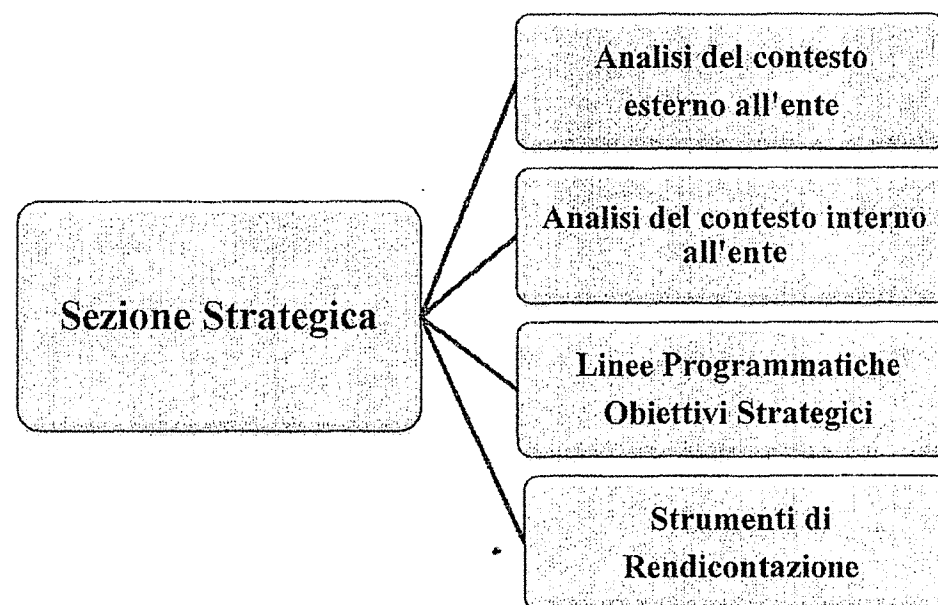 Analisi del contesto
esterno all'ente
Analisi del contesto interno
all'ente
Sezione Strategica
Linee Programmatiche
Obiettivi Strategici
Strumenti di
Rendicontazione